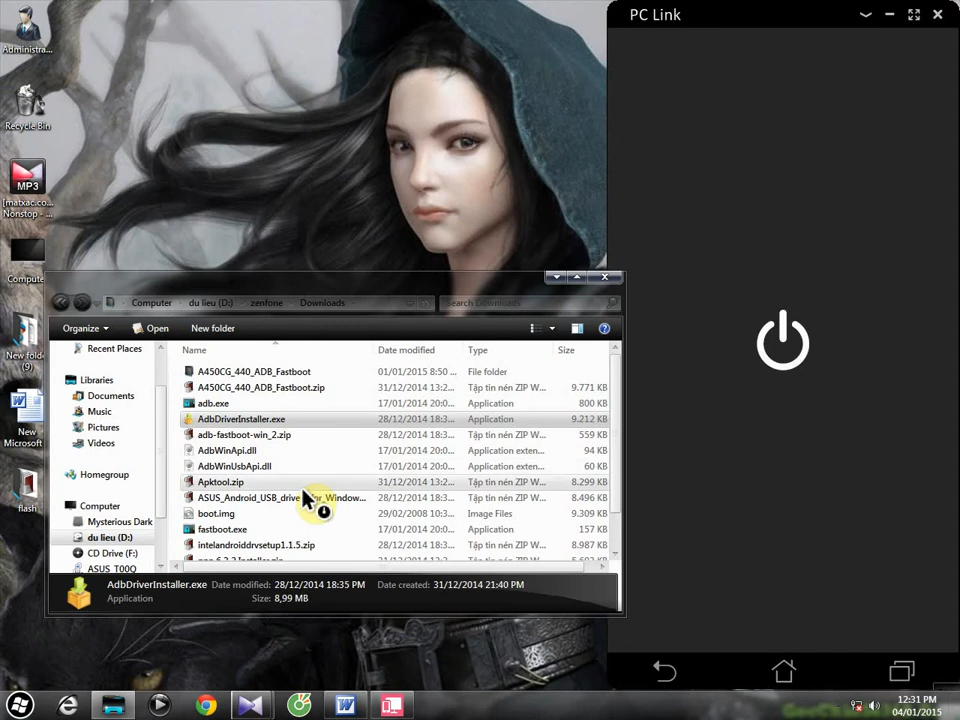 PC Link
Administra...
Recycle Bin
MP3
[matxac.co...
Nonstop - ...
Compute
New folde
(9)
New
Microsoft
flash
Computer
du lieu (D:)
zenfone
Downloads
Search Downloads
Organize
Open
New folder
Recent Places
Libraries
Documents
Music
Pictures
Videos
Homegroup
Computer
Mysterious Dark
du lieu (D:)
CD Drive (F:)
ASUS_T00Q
Name Date modified Type Size
A450CG_440_ADB_Fastboot 01/01/2015 8:50 ... File folder
A450CG_440_ADB_Fastboot.zip 31/12/2014 13:2... Tập tin nén ZIP W... 9.771 KB
adb.exe 17/01/2014 20:0... Application 800 KB
AdbDriverInstaller.exe 28/12/2014 18:3... Application 9.212 KB
adb-fastboot-win_2.zip 28/12/2014 18:3... Tập tin nén ZIP W... 559 KB
AdbWinApi.dll 17/01/2014 20:0... Application exten... 94 KB
AdbWinUsbApi.dll 17/01/2014 20:0... Application exten... 60 KB
Apktool.zip 31/12/2014 13:2... Tập tin nén ZIP W... 8.299 KB
ASUS_Android_USB_drive Window... 28/12/2014 18:3... Tập tin nén ZIP W... 8.496 KB
boot.img 29/02/2008 10:3... Image Files 9.309 KB
fastboot.exe 17/01/2014 20:0... Application 157 KB
intelandroiddrvsetup1.1.5.zip 28/12/2014 18:3... Tập tin nén ZIP W... 8.987 KB
AdbDriverInstaller.exe Date modified: 28/12/2014 18:35 PM Date created: 31/12/2014 21:40 PM
Application Size: 8,99 MB
12:31 PM
04/01/2015